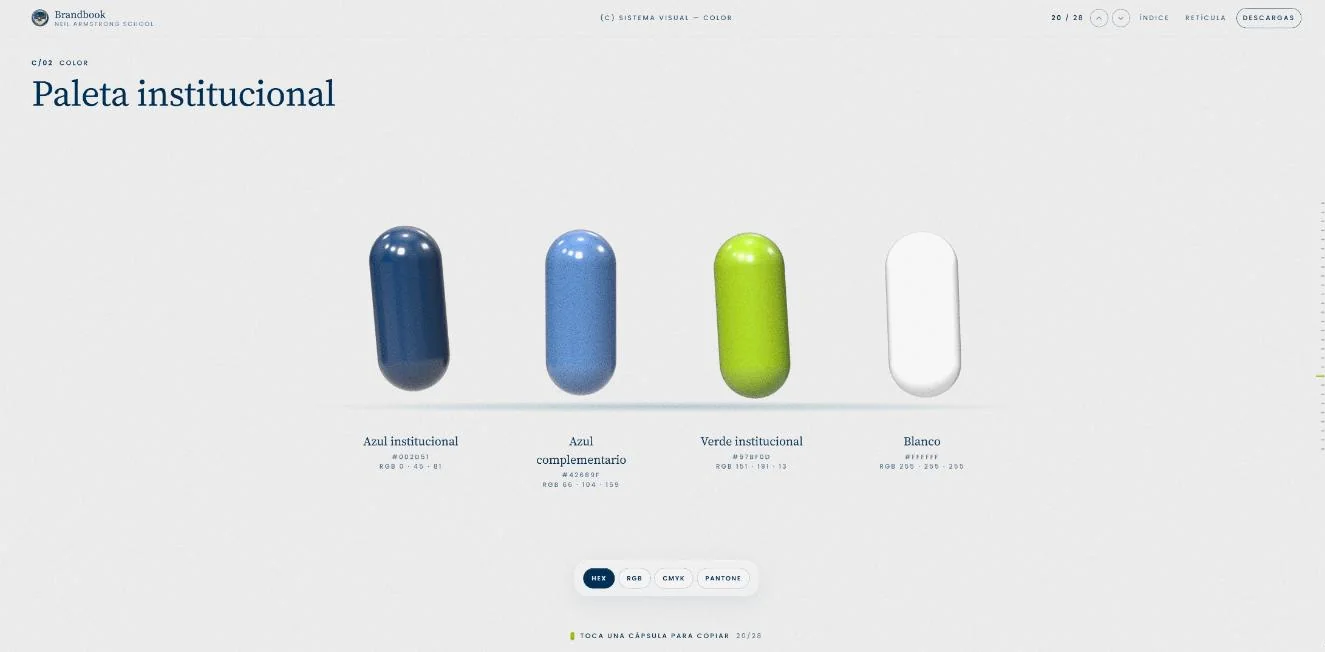 Brandbook
NEIL ARMSTRONG SCHOOL
(C) SISTEMA VISUAL — COLOR
20 / 28
ÍNDICE
RETÍCULA
DESCARGAS
C/02 COLOR
Paleta institucional
Azul institucional
#002D51
RGB 0 · 45 · 81
Azul
complementario
#42689F
RGB 66 · 104 · 159
Verde institucional
#97BF0D
RGB 151 · 191 · 13
Blanco
#FFFFFF
RGB 255 · 255 · 255
HEX
RGB
CMYK
PANTONE
TOCA UNA CÁPSULA PARA COPIAR 20/28